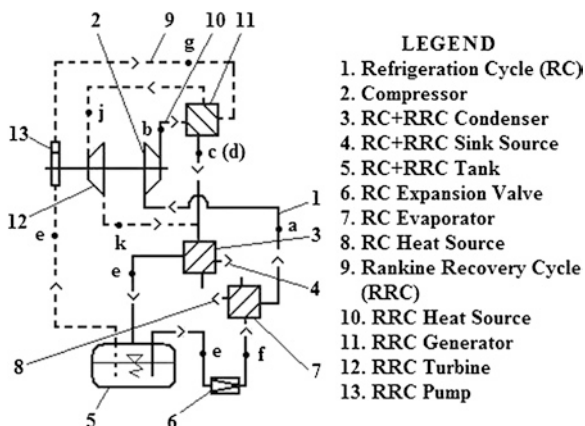 2
9
g
10
11
LEGEND
1. Refrigeration Cycle (RC)
2. Compressor
3. RC+RRC Condenser
4. RC+RRC Sink Source
5. RC+RRC Tank
6. RC Expansion Valve
7. RC Evaporator
8. RC Heat Source
9. Rankine Recovery Cycle
(RRC)
10. RRC Heat Source
11. RRC Generator
12. RRC Turbine
13. RRC Pump
j
b
13
c (d)
1
12
a
e
k
3
e
4
e
f
8
5
6
7